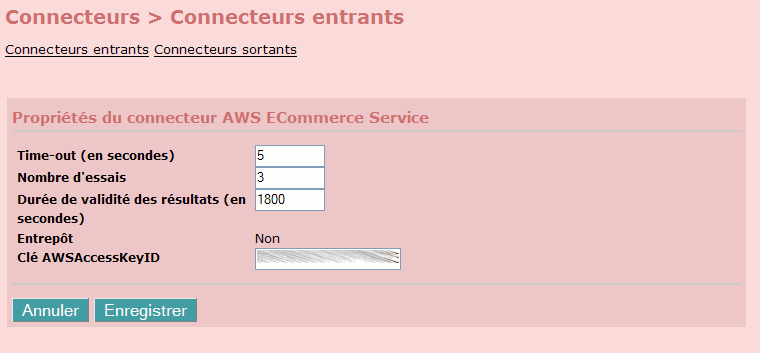 Connecteurs > Connecteurs entrants
Connecteurs entrants Connecteurs sortants
Propriétés du connecteur AWS ECommerce Service
Time-out (en secondes) 5
Nombre d'essais 3
Durée de validité des résultats (en 1800
secondes)
Entrepôt Non
Clé AWSAccessKeyID
Annuler Enregistrer